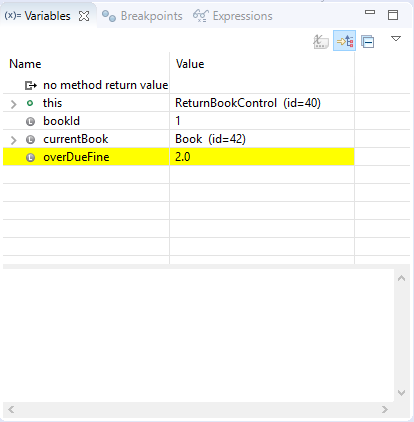 (x)= Variables Breakpoints Expressions
Name Value
no method return value
this ReturnBookControl (id=40)
bookId 1
currentBook Book (id=42)
overDueFine 2.0